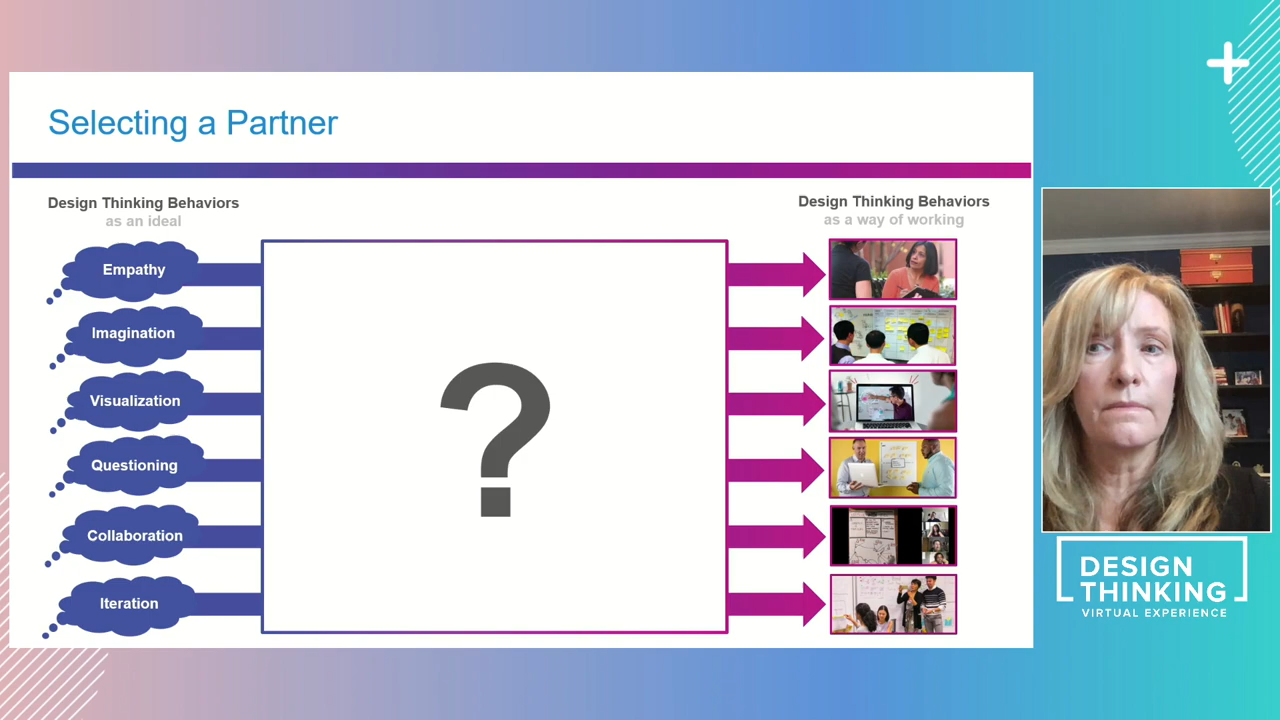 Selecting a Partner
Design Thinking Behaviors
as an ideal
Design Thinking Behaviors
as a way of working
Empathy
Imagination
Visualization
Questioning
Collaboration
Iteration
?
DESIGN
THINKING
VIRTUAL EXPERIENCE